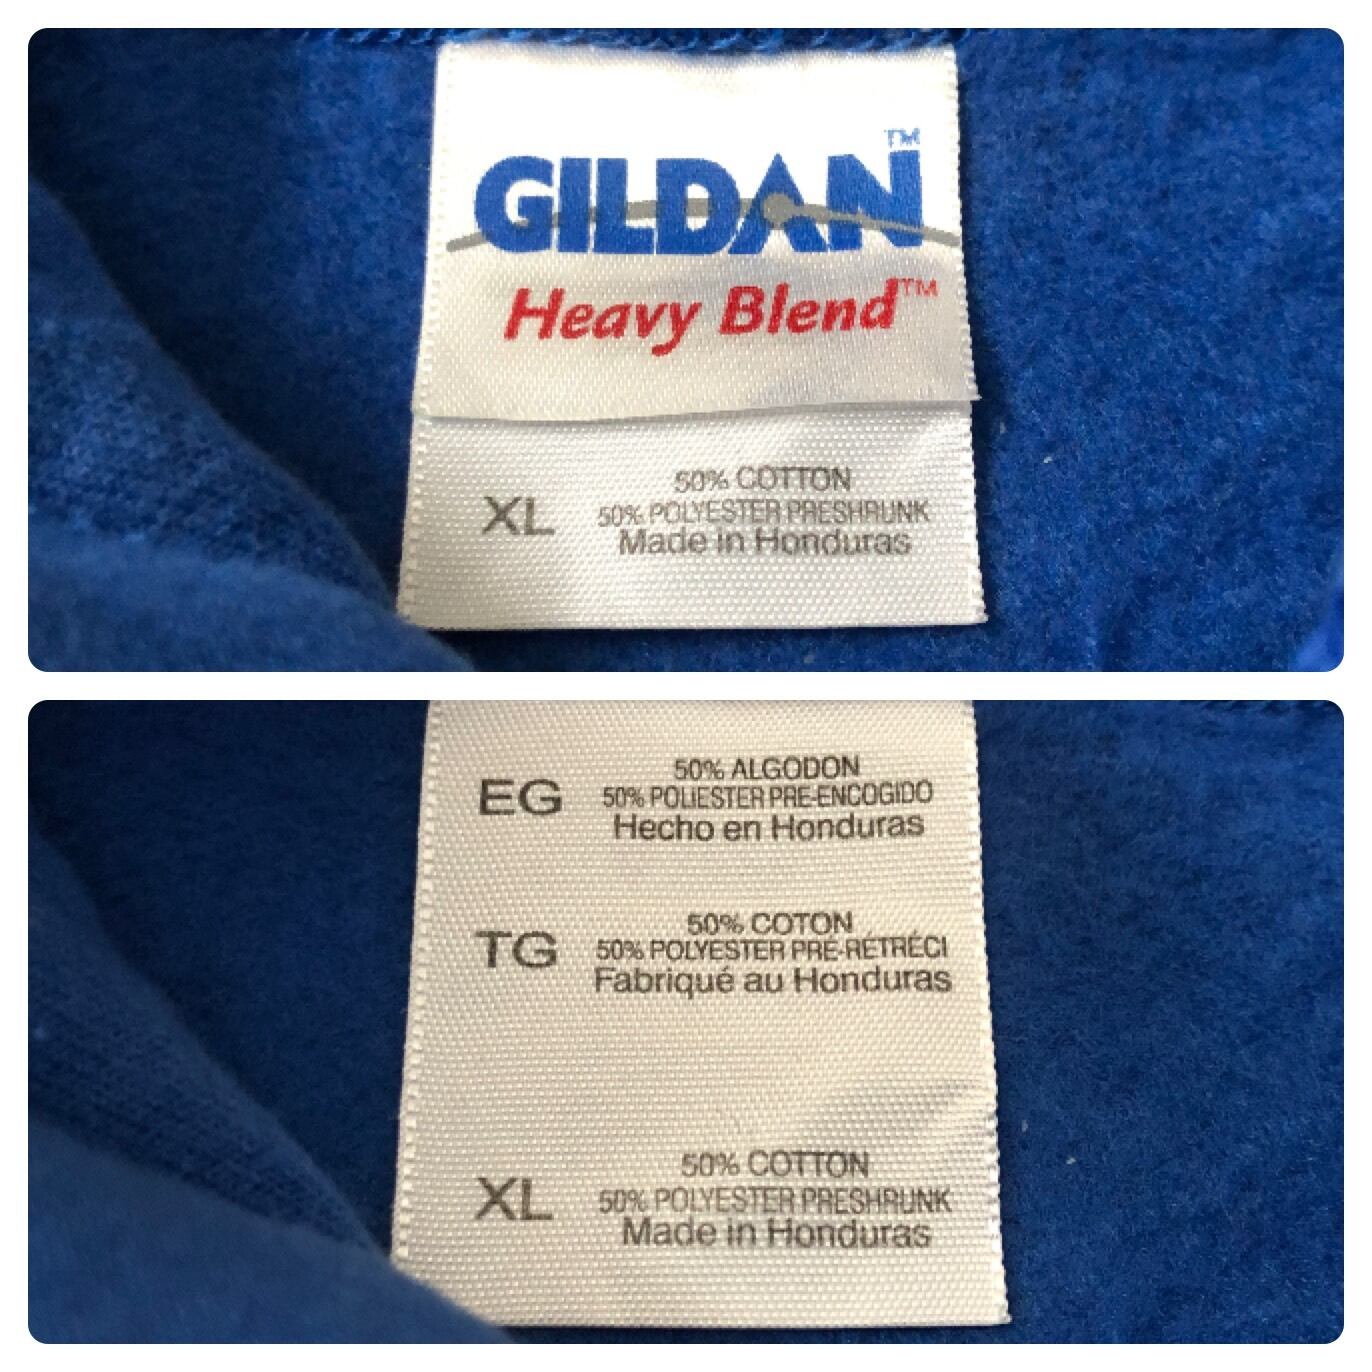 GILDAN™
Heavy Blend™
50% COTTON
XL 50% POLYESTER PRESHRUNK
Made in Honduras
50% ALGODON
EG 50% POLIESTER PRE-ENCOGIDO
Hecho en Honduras
50% COTON
TG 50% POLYESTER PRÉ-RÉTRÉCI
Fabriqué au Honduras
50% COTTON
XL 50% POLYESTER PRESHRUNK
Made in Honduras